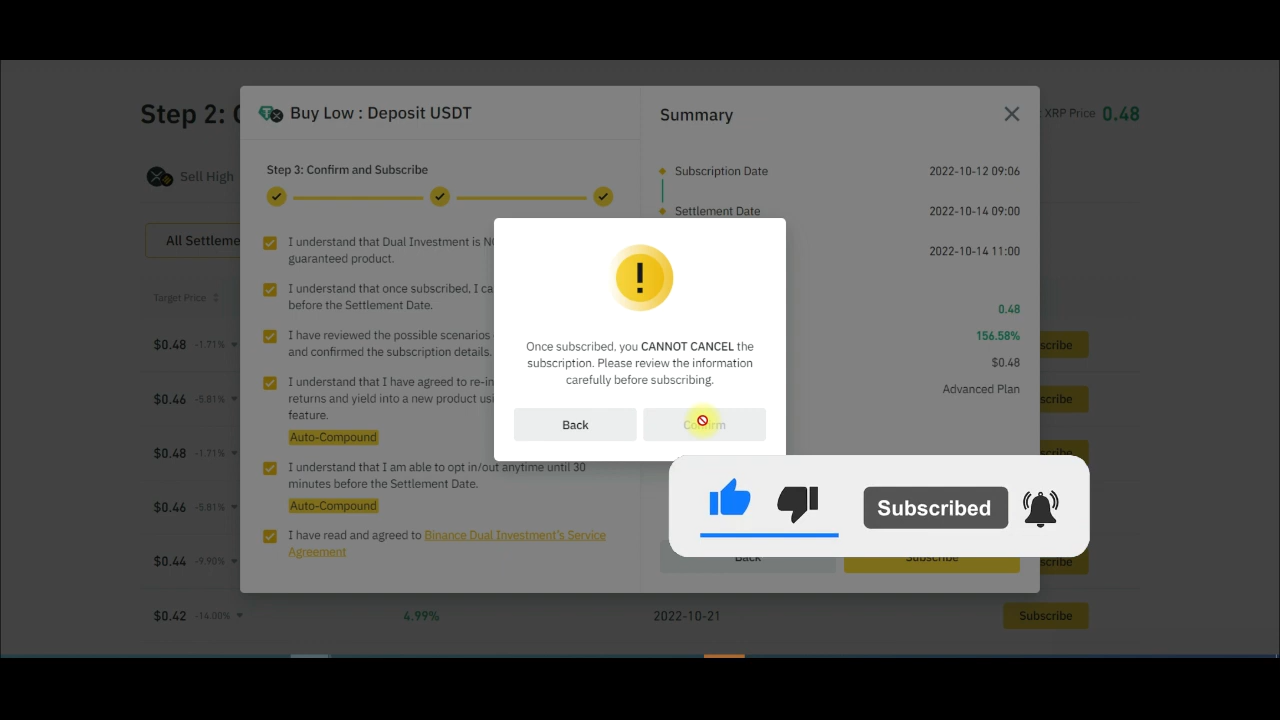 Step 2:
XRP Price 0.48
Sell High
All Settleme
Target Price
$0.48 -1.71%
$0.46 -5.81%
$0.48 -1.71%
$0.46 -5.81%
$0.44 -9.90%
$0.42 -14.00% 4.99% 2022-10-21 Subscribe
Buy Low : Deposit USDT
Step 3: Confirm and Subscribe
I understand that Dual Investment is N
guaranteed product.
I understand that once subscribed, I ca
before the Settlement Date.
I have reviewed the possible scenarios
and confirmed the subscription details.
I understand that I have agreed to re-in
returns and yield into a new product us
feature.
Auto-Compound
I understand that I am able to opt in/out anytime until 30
minutes before the Settlement Date.
Auto-Compound
I have read and agreed to Binance Dual Investment's Service
Agreement
Summary
Subscription Date 2022-10-12 09:06
Settlement Date 2022-10-14 09:00
2022-10-14 11:00
0.48
156.58%
$0.48
Advanced Plan
Back Subscribe
scribe
scribe
scribe
!
Once subscribed, you CANNOT CANCEL the
subscription. Please review the information
carefully before subscribing.
Back Confirm
Subscribed